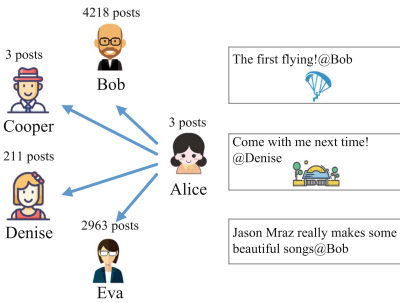 4218 posts
Bob
3 posts
Cooper
3 posts
Alice
211 posts
Denise
2963 posts
Eva
The first flying!@Bob
Come with me next time!
@Denise
Jason Mraz really makes some
beautiful songs@Bob